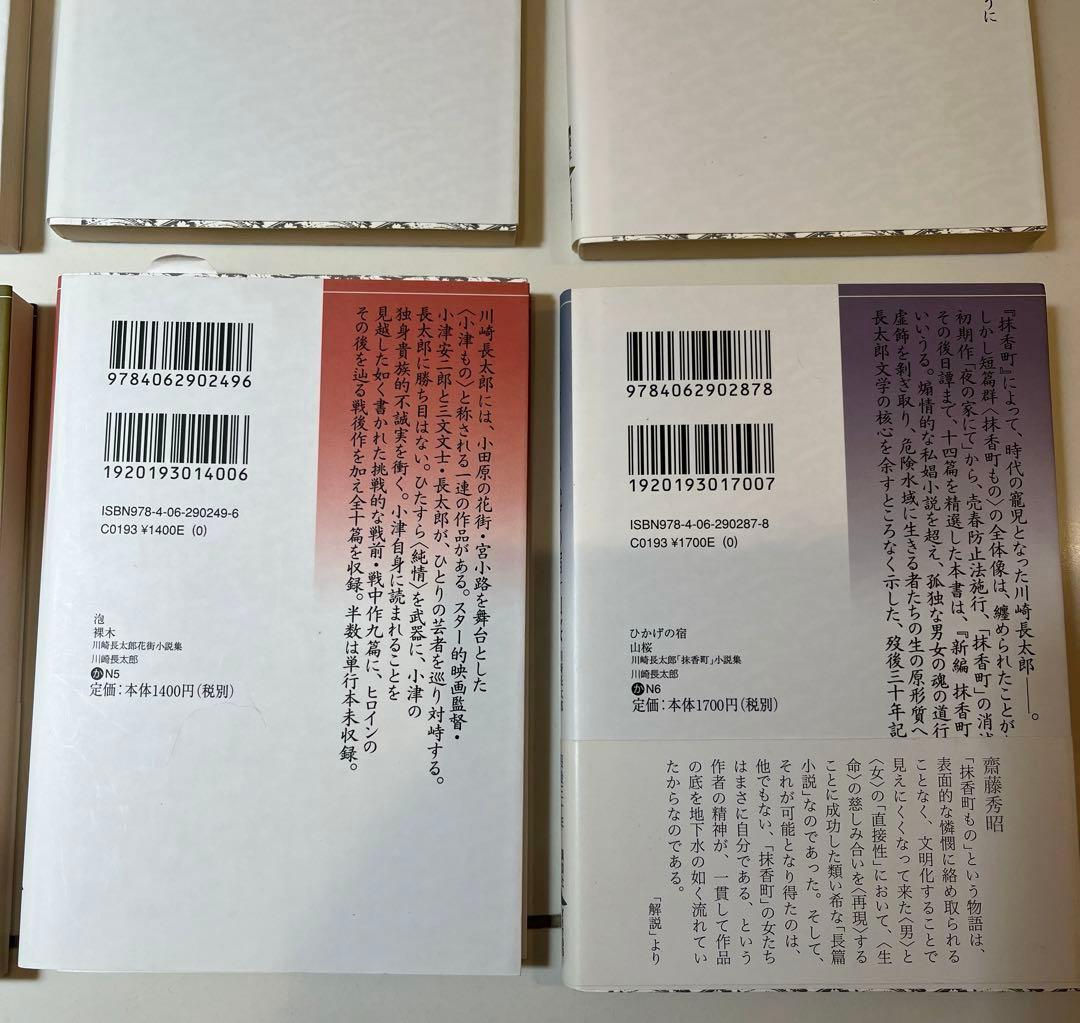 うに
9784062902496
1920193014006
ISBN978-4-06-290249-6
C0193 ¥1400E (0)
泡
裸木
川崎長太郎花街小説集
川崎長太郎
か N5
定価：本体1400円（税別）
川崎長太郎には、小田原の花街・宮小路を舞台とした
〈小津もの〉と称される一連の作品がある。スター的映画監督・
小津安二郎と三文文士・長太郎が、ひとりの芸者を巡り対峙する。
長太郎に勝ち目はない。ひたすら〈純情〉を武器に、小津の
独身貴族的不誠実を衝く。小津自身に読まれることを
見越した如く書かれた挑戦的な戦前・戦中作九篇に、ヒロインの
その後を辿る戦後作を加え全十篇を収録。半数は単行本未収録。
9784062902878
1920193017007
ISBN978-4-06-290287-8
C0193 ¥1700E (0)
ひかげの宿
山桜
川崎長太郎「抹香町」小説集
川崎長太郎
か N6
定価：本体1700円（税別）
『抹香町』によって、時代の寵児となった川崎長太郎――。
しかし短篇群〈抹香町もの〉の全体像は、纏められたことが
初期作「夜の家にて」から、売春防止法施行、「抹香町」の消
その後日譚まで、十四篇を精選した本書は、『新編 抹香町
いいうる。煽情的な私娼小説を超え、孤独な男女の魂の道行
虚飾を剥ぎ取り、危険水域に生きる者たちの生の原形質へ
長太郎文学の核心を余すところなく示した、歿後三十年記
齋藤秀昭
「抹香町もの」という物語は、
表面的な憐憫に絡め取られる
ことなく、文明化することで
見えにくくなって来た〈男〉と
〈女〉の「直接性」において、〈生
命〉の慈しみ合いを〈再現〉する
ことに成功した類い希な「長篇
小説」なのであった。そして、
それが可能となり得たのは、
他でもない、「抹香町」の女たち
はまさに自分である、という
作者の精神が、一貫して作品
の底を地下水の如く流れてい
たからなのである。
「解説」より